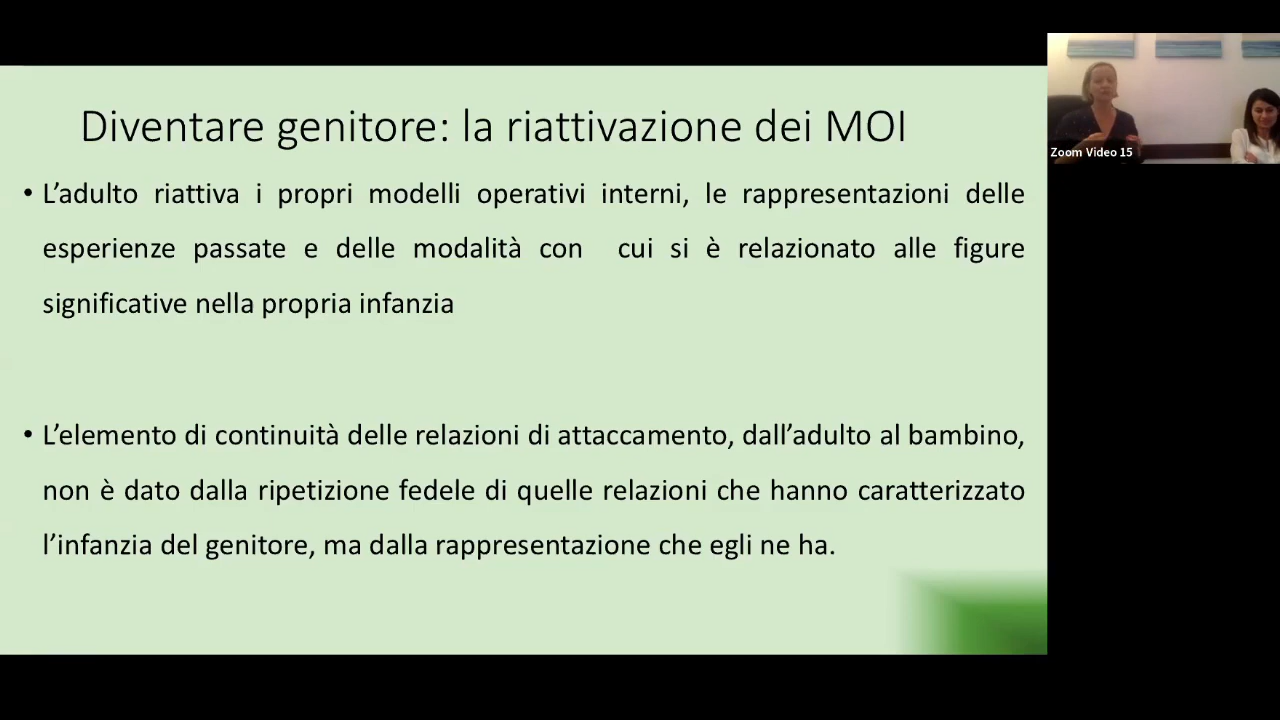 Diventare genitore: la riattivazione dei MOI
• L’adulto riattiva i propri modelli operativi interni, le rappresentazioni delle
esperienze passate e delle modalità con cui si è relazionato alle figure
significative nella propria infanzia
• L’elemento di continuità delle relazioni di attaccamento, dall’adulto al bambino,
non è dato dalla ripetizione fedele di quelle relazioni che hanno caratterizzato
l’infanzia del genitore, ma dalla rappresentazione che egli ne ha.
Zoom Video 15